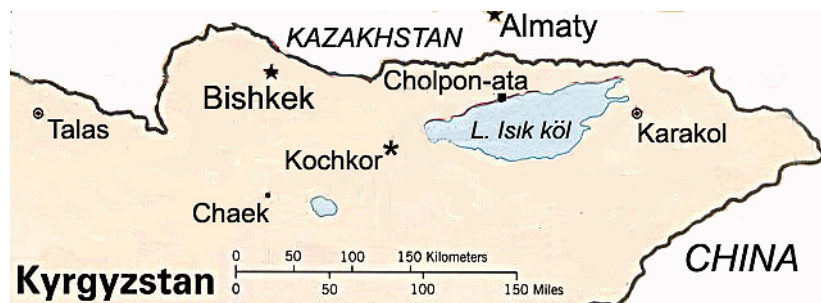 Almaty
KAZAKHSTAN
Cholpon-ata
Bishkek
Talas
L. Isık köl
Karakol
Kochkor
Chaek
CHINA
0 50 100 150 Kilometers
Kyrgyzstan
0 50 100 150 Miles